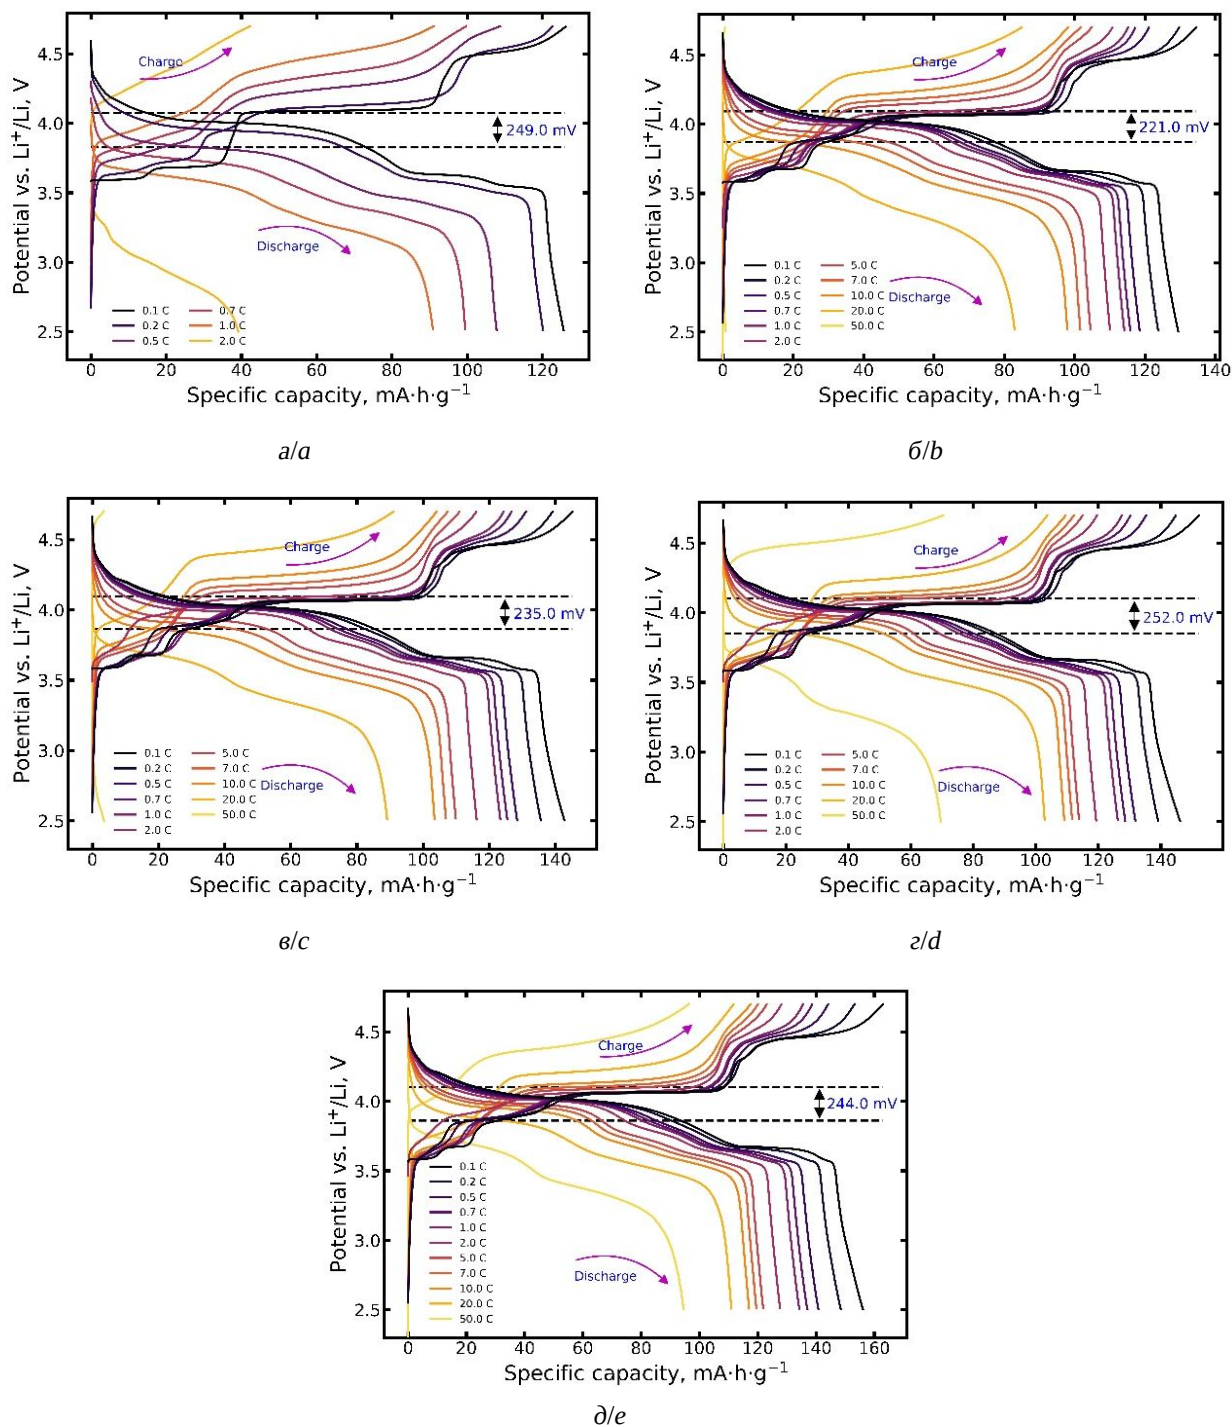 Potential vs. Li⁺/Li, V
4.5
4.0
3.5
3.0
2.5
Charge
249.0 mV
Discharge
0.1 C
0.2 C
0.5 C
0.7 C
1.0 C
2.0 C
0 20 40 60 80 100 120
Specific capacity, mA·h·g⁻¹
а/a
Potential vs. Li⁺/Li, V
4.5
4.0
3.5
3.0
2.5
Charge
221.0 mV
Discharge
0.1 C
0.2 C
0.5 C
0.7 C
1.0 C
2.0 C
5.0 C
7.0 C
10.0 C
20.0 C
50.0 C
0 20 40 60 80 100 120 140
Specific capacity, mA·h·g⁻¹
б/b
Potential vs. Li⁺/Li, V
4.5
4.0
3.5
3.0
2.5
Charge
235.0 mV
Discharge
0.1 C
0.2 C
0.5 C
0.7 C
1.0 C
2.0 C
5.0 C
7.0 C
10.0 C
20.0 C
50.0 C
0 20 40 60 80 100 120 140
Specific capacity, mA·h·g⁻¹
в/c
Potential vs. Li⁺/Li, V
4.5
4.0
3.5
3.0
2.5
Charge
252.0 mV
Discharge
0.1 C
0.2 C
0.5 C
0.7 C
1.0 C
2.0 C
5.0 C
7.0 C
10.0 C
20.0 C
50.0 C
0 20 40 60 80 100 120 140
Specific capacity, mA·h·g⁻¹
г/d
Potential vs. Li⁺/Li, V
4.5
4.0
3.5
3.0
2.5
Charge
244.0 mV
Discharge
0.1 C
0.2 C
0.5 C
0.7 C
1.0 C
2.0 C
5.0 C
7.0 C
10.0 C
20.0 C
50.0 C
0 20 40 60 80 100 120 140 160
Specific capacity, mA·h·g⁻¹
д/e